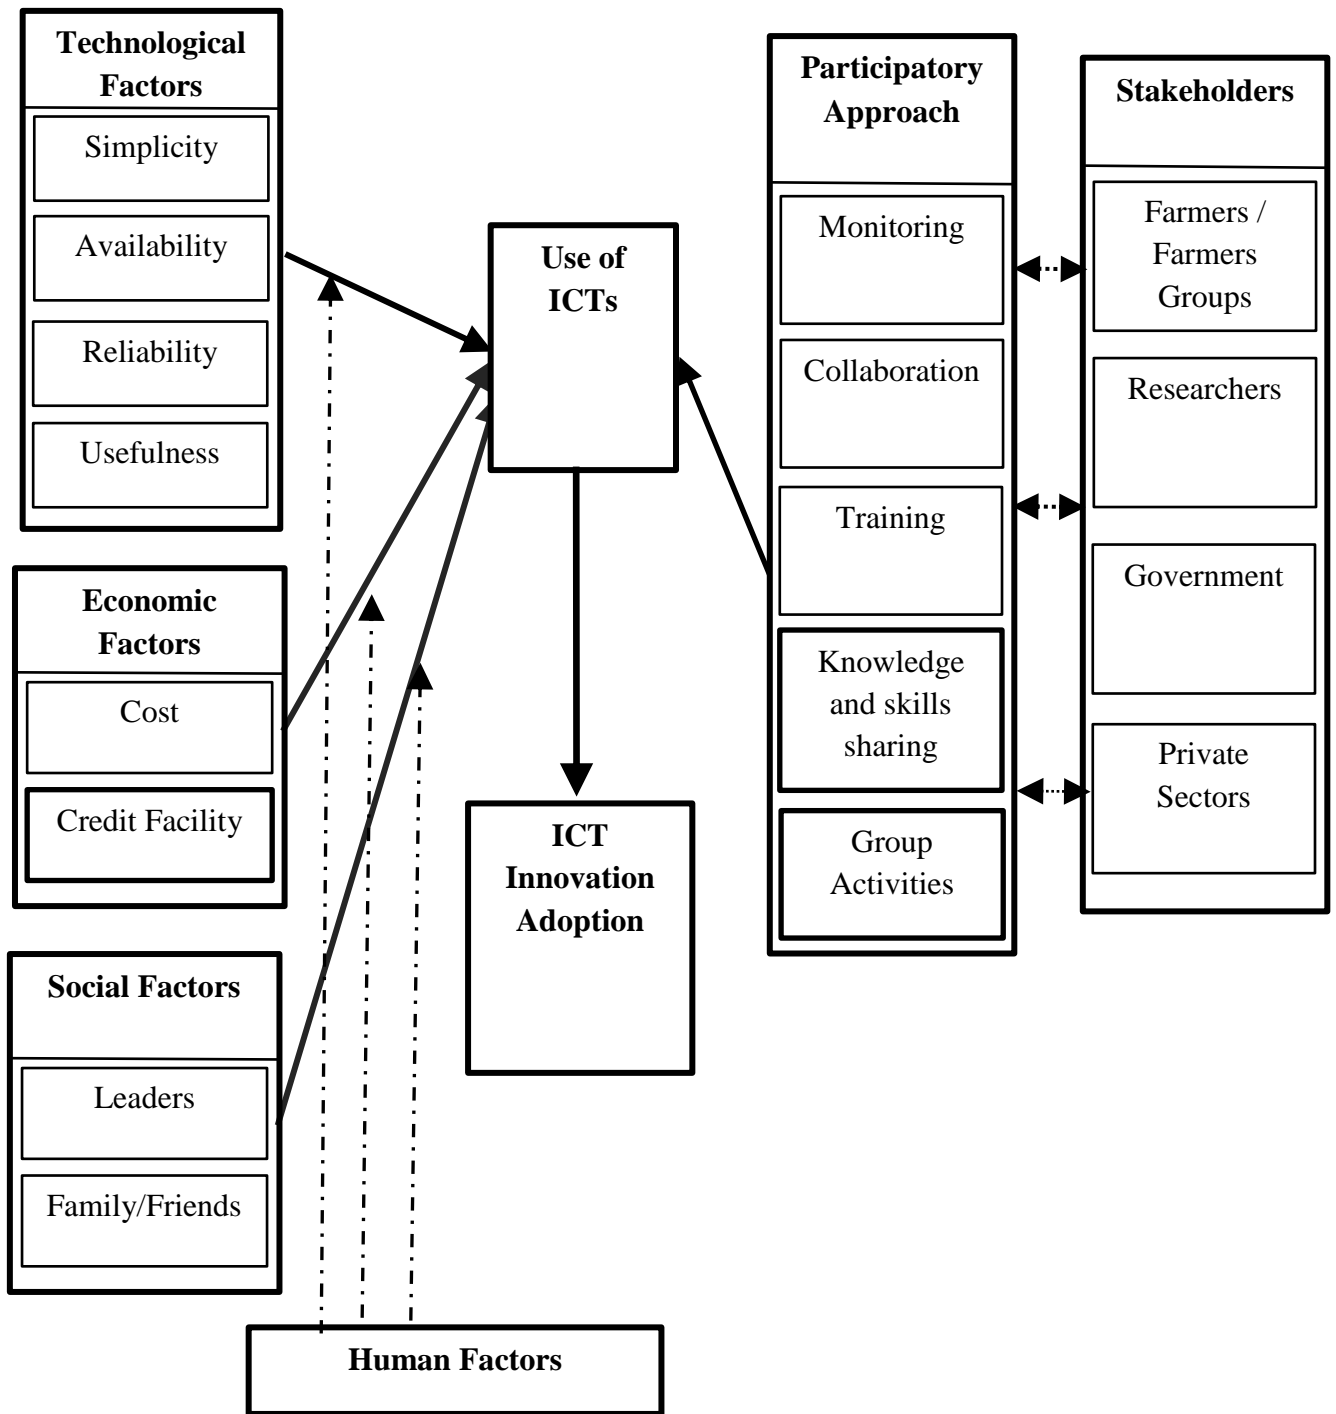 Technological
Factors
Simplicity
Availability
Reliability
Usefulness
Economic
Factors
Cost
Credit Facility
Social Factors
Leaders
Family/Friends
Human Factors
Use of
ICTs
ICT
Innovation
Adoption
Participatory
Approach
Monitoring
Collaboration
Training
Knowledge
and skills
sharing
Group
Activities
Stakeholders
Farmers /
Farmers
Groups
Researchers
Government
Private
Sectors